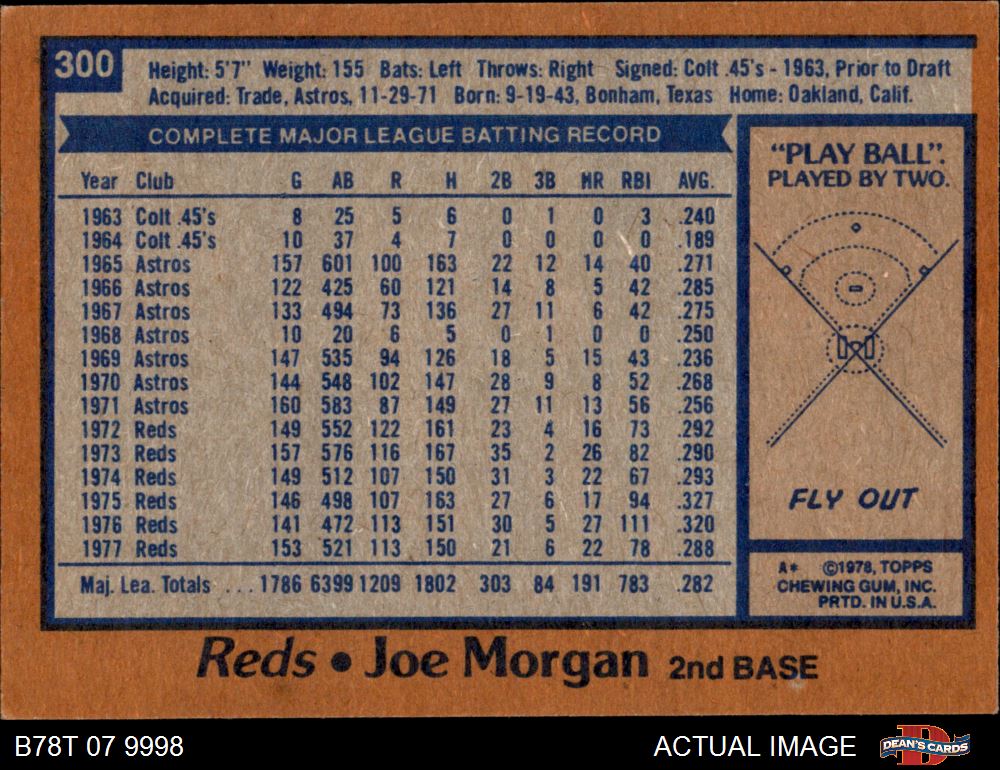 300
Height: 5'7" Weight: 155 Bats: Left Throws: Right Signed: Colt .45's - 1963, Prior to Draft
Acquired: Trade, Astros, 11-29-71 Born: 9-19-43, Bonham, Texas Home: Oakland, Calif.
COMPLETE MAJOR LEAGUE BATTING RECORD
Year Club G AB R H 2B 3B HR RBI AVG.
1963 Colt .45's 8 25 5 6 0 1 0 3 .240
1964 Colt .45's 10 37 4 7 0 0 0 0 .189
1965 Astros 157 601 100 163 22 12 14 40 .271
1966 Astros 122 425 60 121 14 8 5 42 .285
1967 Astros 133 494 73 136 27 11 6 42 .275
1968 Astros 10 20 6 5 0 1 0 0 .250
1969 Astros 147 535 94 126 18 5 15 43 .236
1970 Astros 144 548 102 147 28 9 8 52 .268
1971 Astros 160 583 87 149 27 11 13 56 .256
1972 Reds 149 552 122 161 23 4 16 73 .292
1973 Reds 157 576 116 167 35 2 26 82 .290
1974 Reds 149 512 107 150 31 3 22 67 .293
1975 Reds 146 498 107 163 27 6 17 94 .327
1976 Reds 141 472 113 151 30 5 27 111 .320
1977 Reds 153 521 113 150 21 6 22 78 .288
Maj. Lea. Totals ... 1786 6399 1209 1802 303 84 191 783 .282
"PLAY BALL".
PLAYED BY TWO.
FLY OUT
A* ©1978, TOPPS
CHEWING GUM, INC.
PRTD. IN U.S.A.
Reds • Joe Morgan 2nd BASE
B78T 07 9998
ACTUAL IMAGE
DEAN'S CARDS